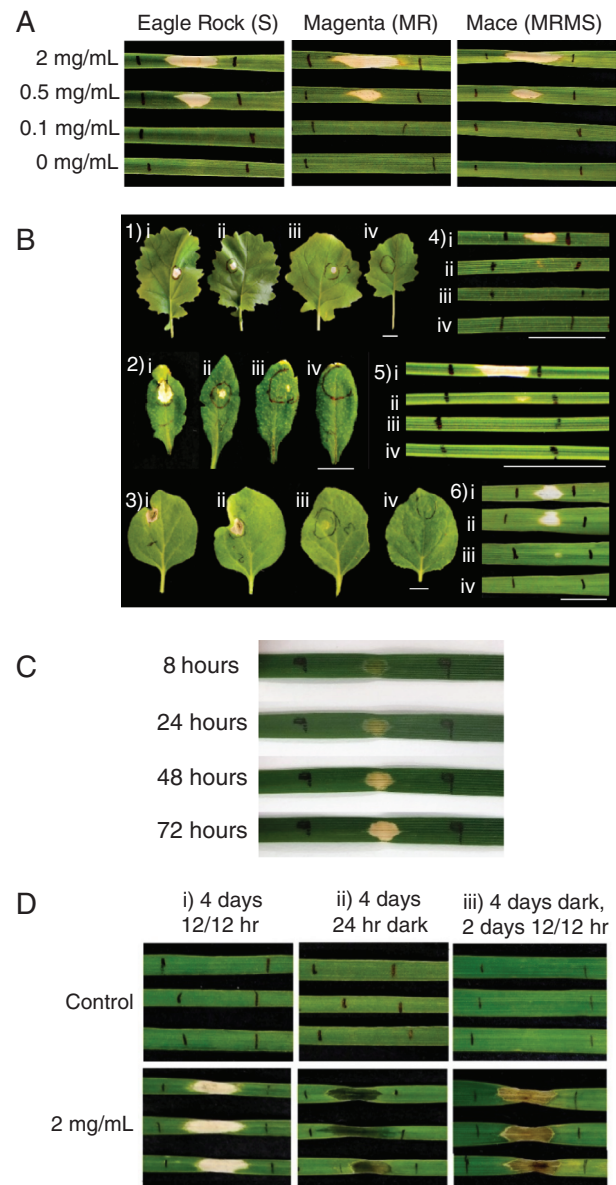 A
Eagle Rock (S) Magenta (MR) Mace (MRMS)
2 mg/mL
0.5 mg/mL
0.1 mg/mL
0 mg/mL
B
1) i ii iii iv
4) i
ii
iii
iv
2) i ii iii iv
5) i
ii
iii
iv
3) i ii iii iv
6) i
ii
iii
iv
C
8 hours
24 hours
48 hours
72 hours
D
i) 4 days
12/12 hr
ii) 4 days
24 hr dark
iii) 4 days dark,
2 days 12/12 hr
Control
2 mg/mL